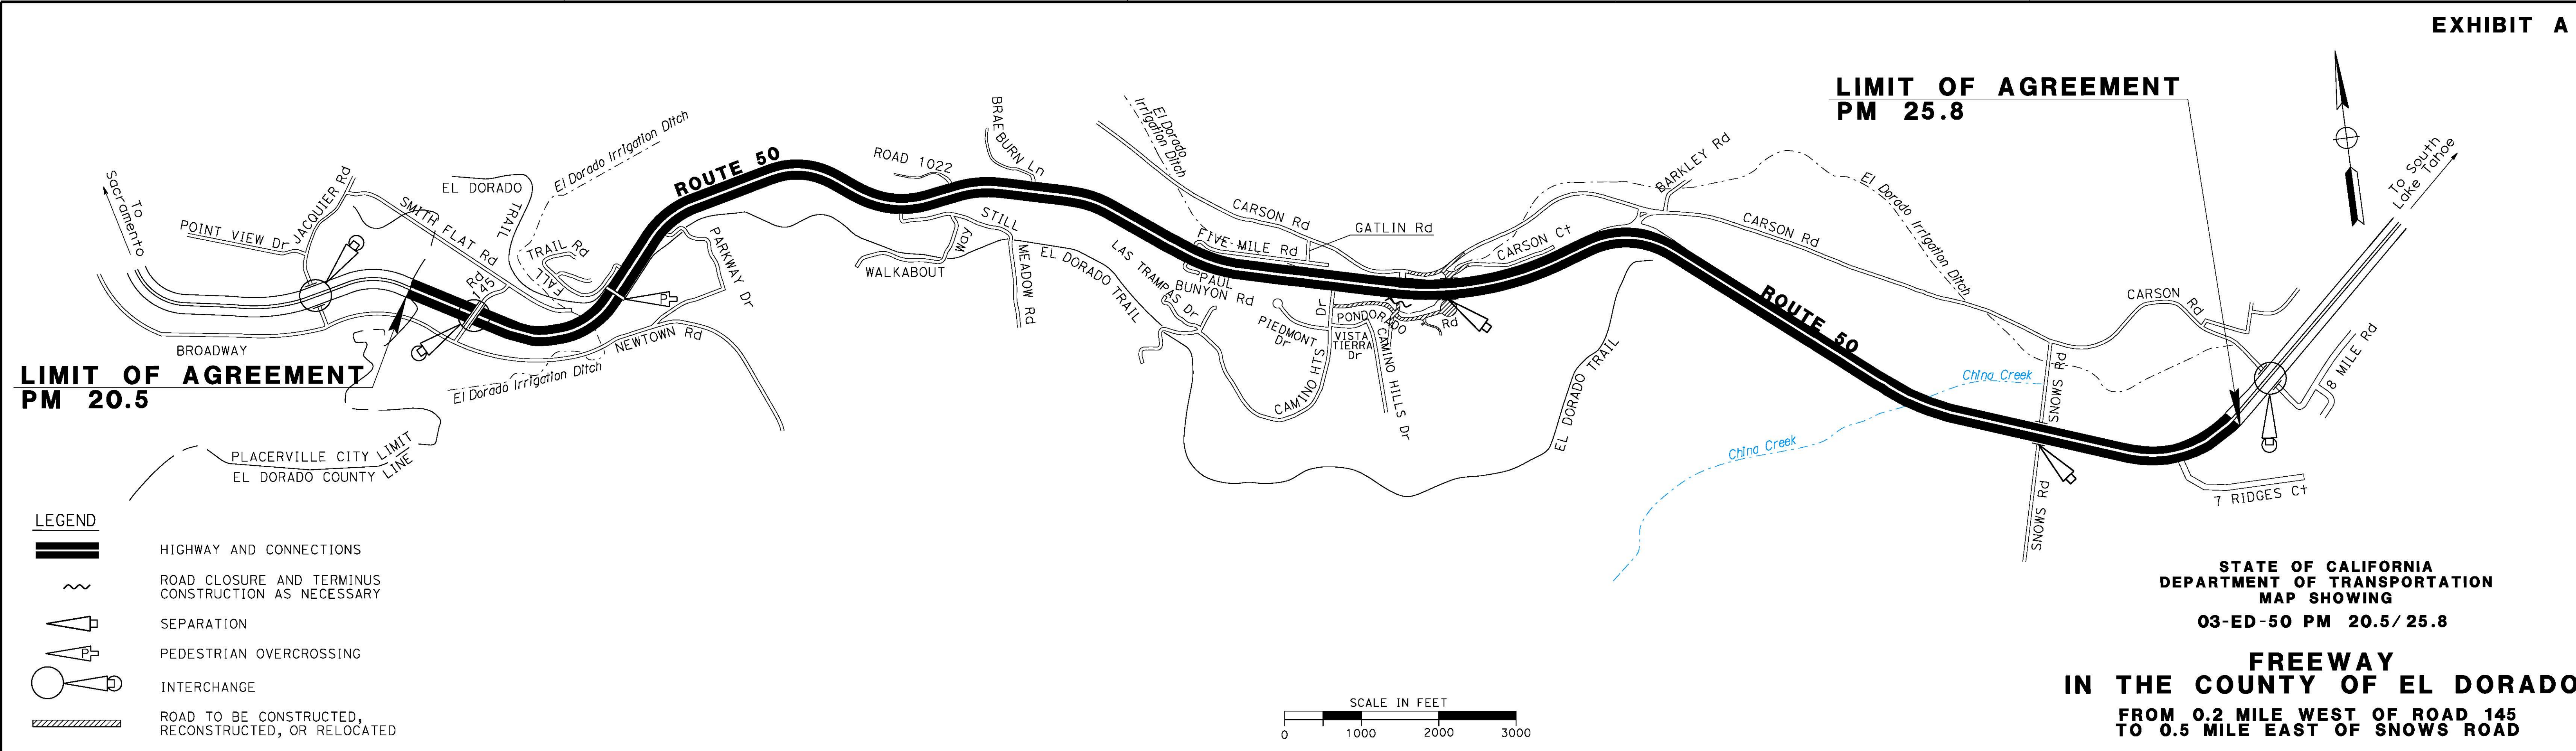 EXHIBIT A
LIMIT OF AGREEMENT
PM 25.8
To South
Lake Tahoe
To
Sacramento
POINT VIEW Dr
JACQUIER Rd
SMITH FLAT Rd
EL DORADO
TRAIL
El Dorado Irrigation Ditch
TRAIL Rd
FALL
Rd
145
ROUTE 50
ROAD 1022
BRAEBURN Ln
El Dorado
Irrigation Ditch
CARSON Rd
FIVE MILE Rd
GATLIN Rd
CARSON Ct
BARKLEY Rd
CARSON Rd
El Dorado Irrigation Ditch
CARSON Rd
8 MILE Rd
BROADWAY
NEWTOWN Rd
PARKWAY Dr
P
El Dorado Irrigation Ditch
WALKABOUT
Way
STILL
MEADOW Rd
EL DORADO TRAIL
LAS TRAMPAS Dr
PAUL
BUNYON Rd
PIEDMONT
Dr
Dr
PONDORADO
Rd
VISTA
TIERRA
Dr
CAMINO HTS
CAMINO HILLS Dr
EL DORADO TRAIL
ROUTE 50
China Creek
China Creek
SNOWS Rd
SNOWS Rd
7 RIDGES Ct
LIMIT OF AGREEMENT
PM 20.5
PLACERVILLE CITY LIMIT
EL DORADO COUNTY LINE
LEGEND
HIGHWAY AND CONNECTIONS
ROAD CLOSURE AND TERMINUS
CONSTRUCTION AS NECESSARY
SEPARATION
P
PEDESTRIAN OVERCROSSING
INTERCHANGE
ROAD TO BE CONSTRUCTED,
RECONSTRUCTED, OR RELOCATED
SCALE IN FEET
0 1000 2000 3000
STATE OF CALIFORNIA
DEPARTMENT OF TRANSPORTATION
MAP SHOWING
03-ED-50 PM 20.5/25.8
FREEWAY
IN THE COUNTY OF EL DORADO
FROM 0.2 MILE WEST OF ROAD 145
TO 0.5 MILE EAST OF SNOWS ROAD